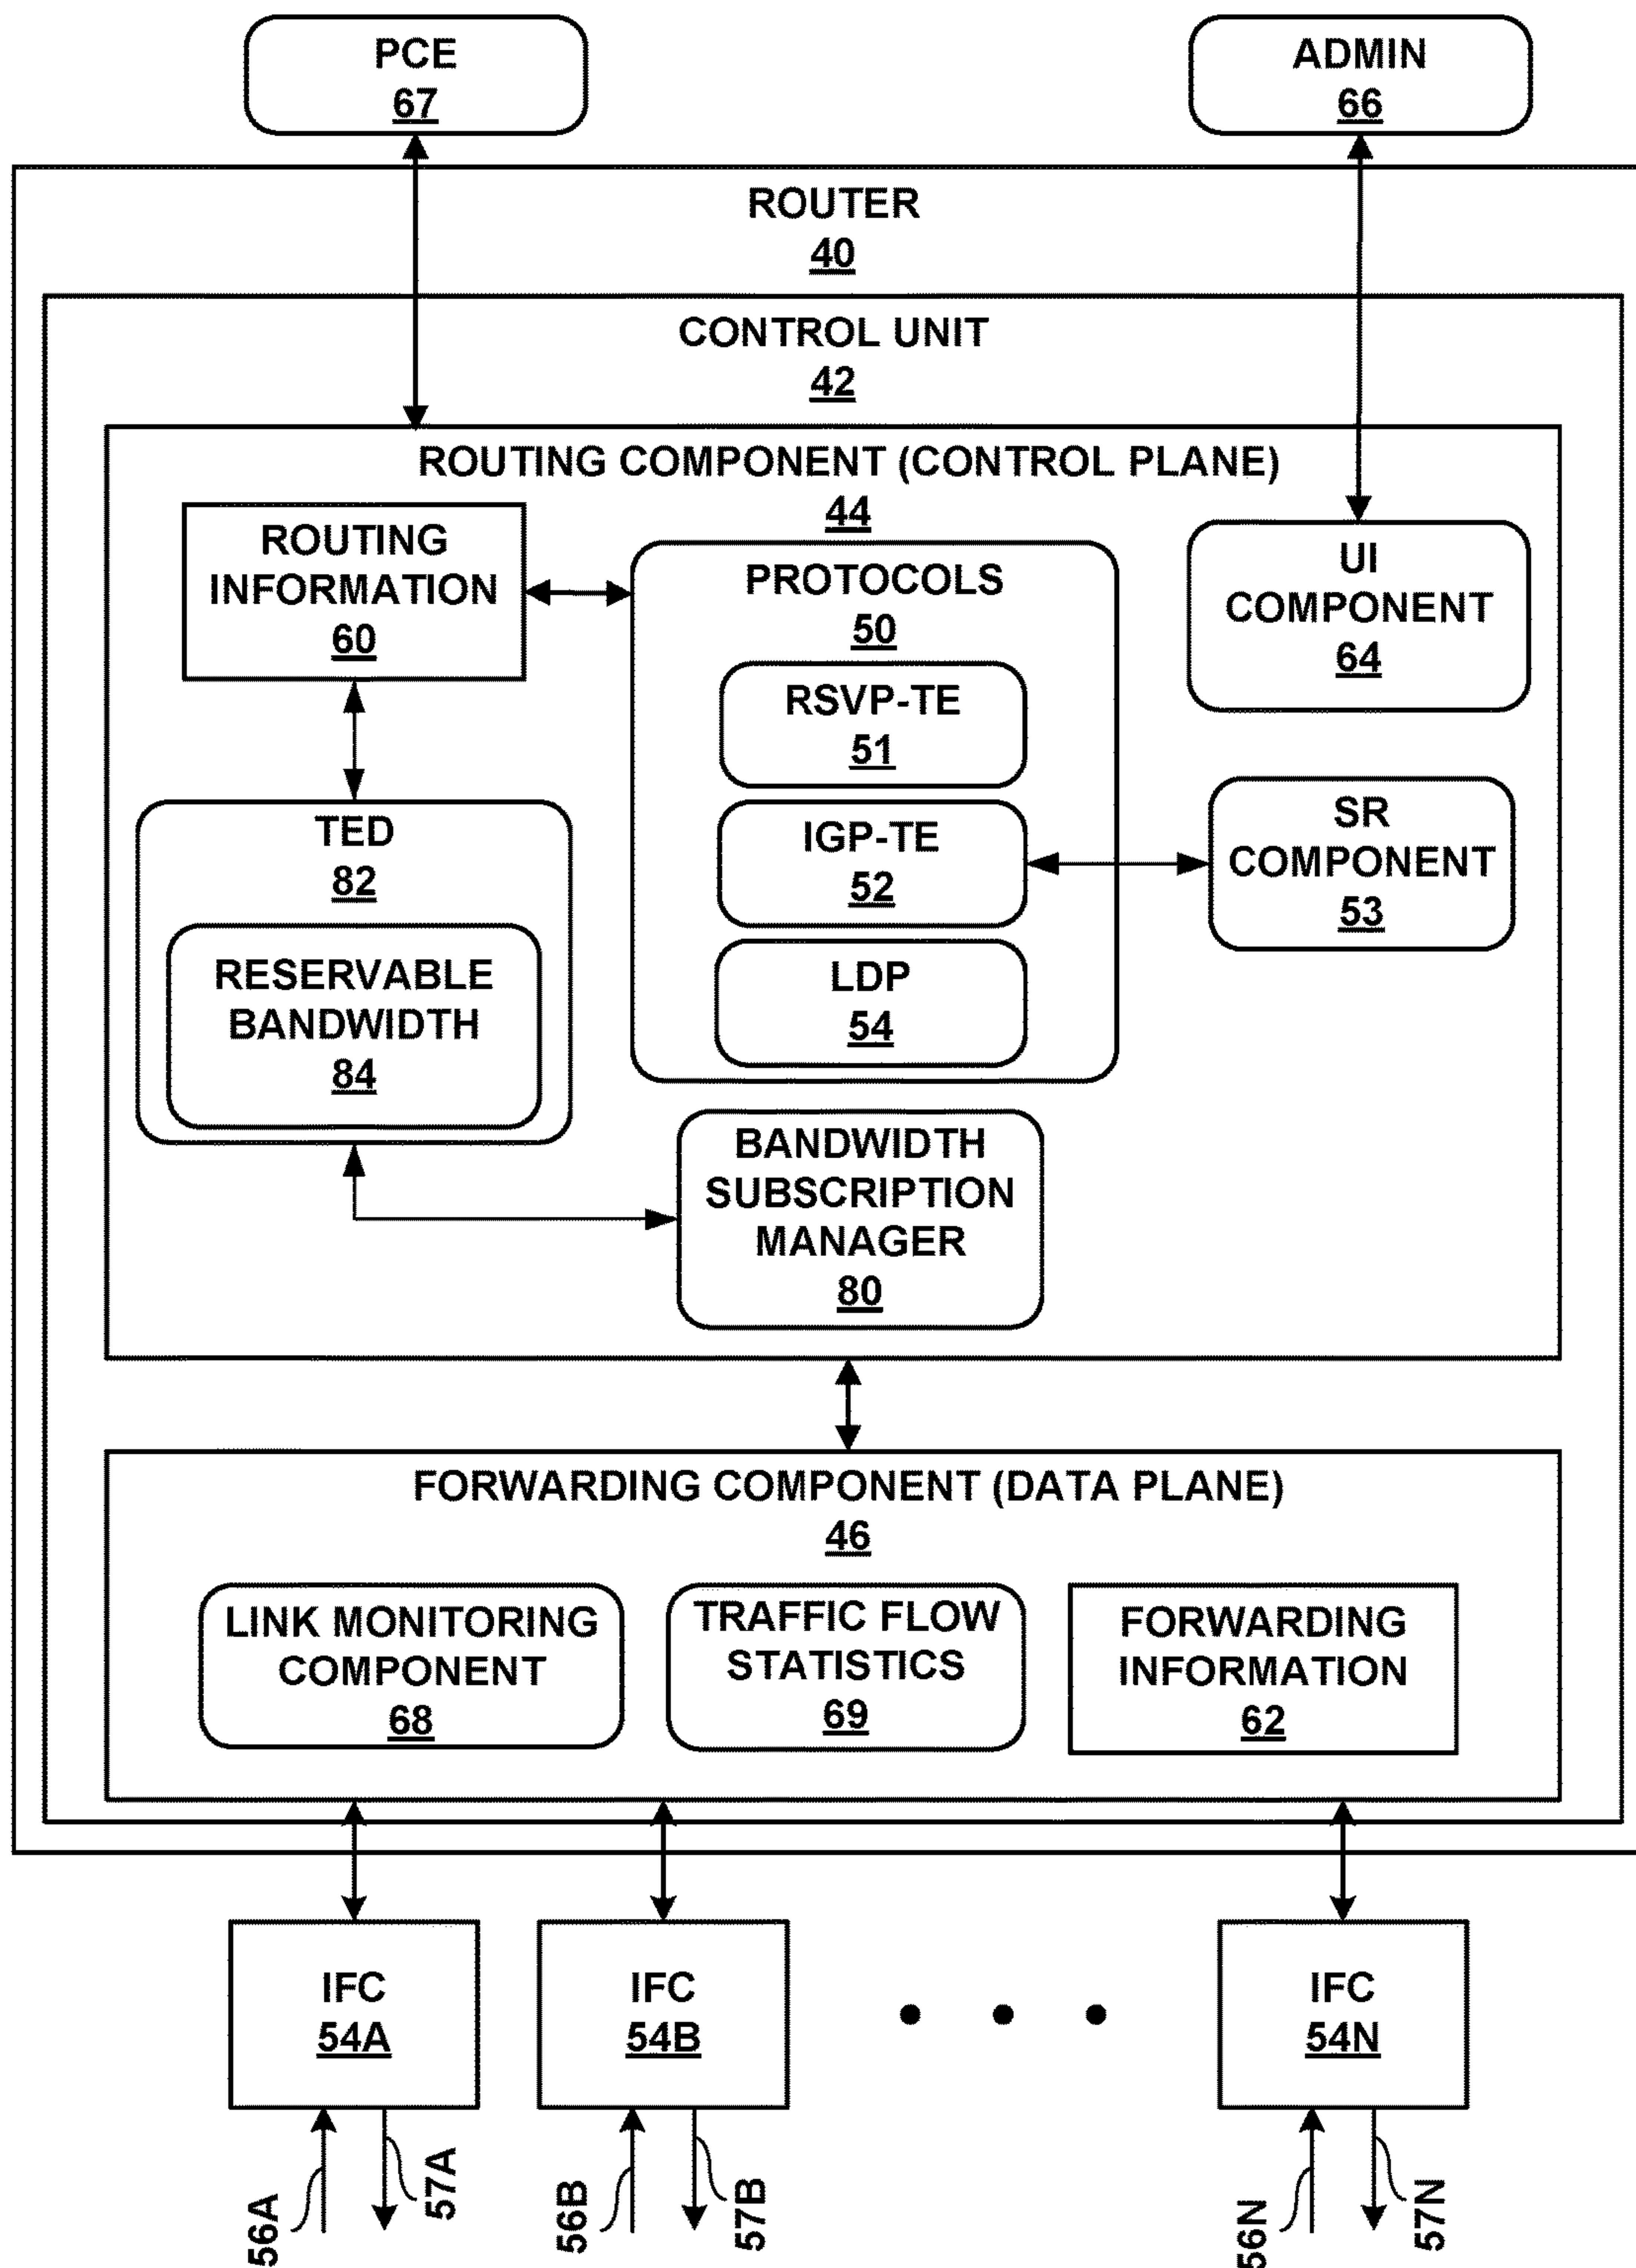 PCE
67
ADMIN
66
ROUTER
40
CONTROL UNIT
42
ROUTING COMPONENT (CONTROL PLANE)
44
ROUTING
INFORMATION
60
PROTOCOLS
50
RSVP-TE
51
IGP-TE
52
LDP
54
UI
COMPONENT
64
SR
COMPONENT
53
TED
82
RESERVABLE
BANDWIDTH
84
BANDWIDTH
SUBSCRIPTION
MANAGER
80
FORWARDING COMPONENT (DATA PLANE)
46
LINK MONITORING
COMPONENT
68
TRAFFIC FLOW
STATISTICS
69
FORWARDING
INFORMATION
62
IFC
54A
IFC
54B
IFC
54N
56A
57A
56B
57B
56N
57N